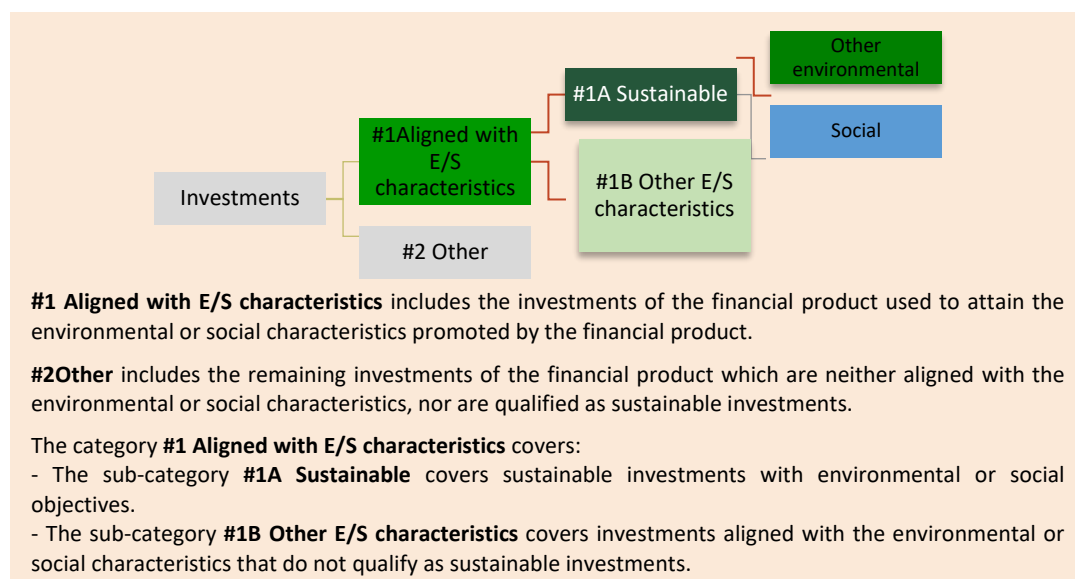 Other
environmental
#1A Sustainable
Social
#1Aligned with
E/S
characteristics
#1B Other E/S
characteristics
Investments
#2 Other
#1 Aligned with E/S characteristics includes the investments of the financial product used to attain the
environmental or social characteristics promoted by the financial product.
#2Other includes the remaining investments of the financial product which are neither aligned with the
environmental or social characteristics, nor are qualified as sustainable investments.
The category #1 Aligned with E/S characteristics covers:
- The sub-category #1A Sustainable covers sustainable investments with environmental or social
objectives.
- The sub-category #1B Other E/S characteristics covers investments aligned with the environmental or
social characteristics that do not qualify as sustainable investments.